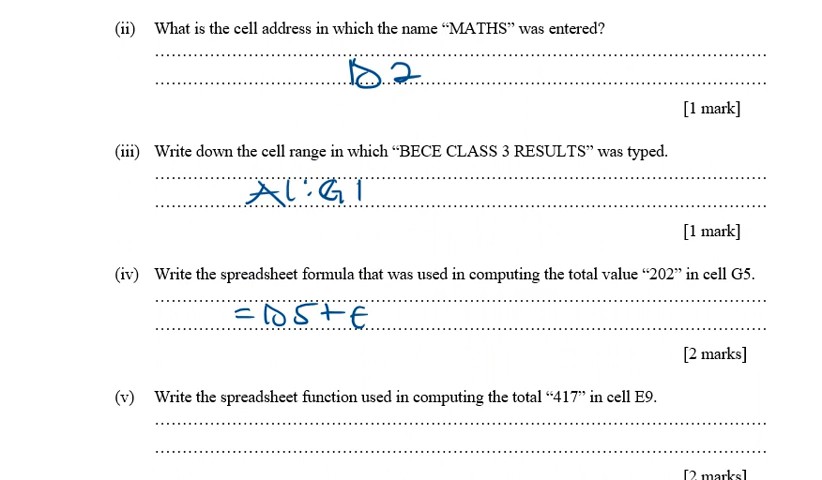 (ii) What is the cell address in which the name “MATHS” was entered?
D2
[1 mark]
(iii) Write down the cell range in which “BECE CLASS 3 RESULTS” was typed.
A1:G1
[1 mark]
(iv) Write the spreadsheet formula that was used in computing the total value “202” in cell G5.
=D5+E
[2 marks]
(v) Write the spreadsheet function used in computing the total “417” in cell E9.
[2 marks]